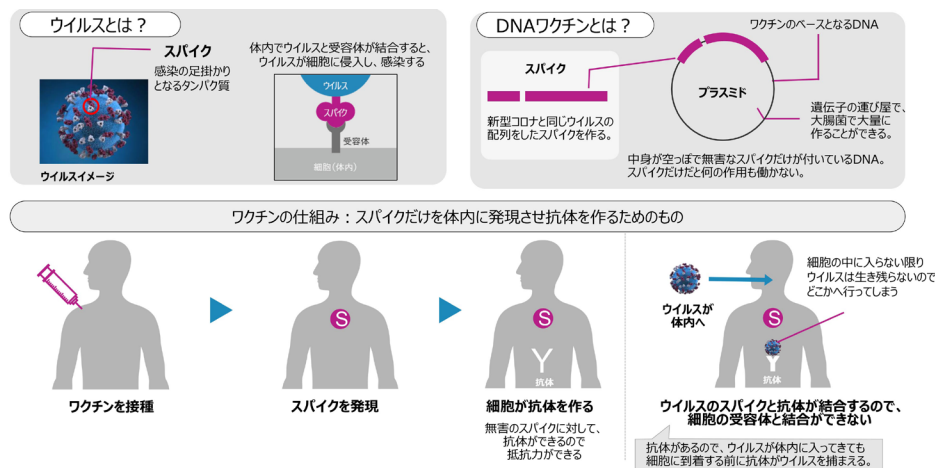 ウイルスとは？
スパイク
感染の足掛かり
となるタンパク質
ウイルスイメージ
体内でウイルスと受容体が結合すると、
ウイルスが細胞に侵入し、感染する
ウイルス
スパイク
受容体
細胞（体内）
DNAワクチンとは？
スパイク
新型コロナと同じウイルスの
配列をしたスパイクを作る。
ワクチンのベースとなるDNA
プラスミド
遺伝子の運び屋で、
大腸菌で大量に
作ることができる。
中身が空っぽで無害なスパイクだけが付いているDNA。
スパイクだけだと何の作用も働かない。
ワクチンの仕組み：スパイクだけを体内に発現させ抗体を作るためのもの
ワクチンを接種
S
スパイクを発現
S
抗体
細胞が抗体を作る
無害のスパイクに対して、
抗体ができるので
抵抗力ができる
ウイルスが
体内へ
細胞の中に入らない限り
ウイルスは生き残らないので
どこかへ行ってしまう
S
抗体
ウイルスのスパイクと抗体が結合するので、
細胞の受容体と結合ができない
抗体があるので、ウイルスが体内に入ってきても
細胞に到着する前に抗体がウイルスを捕まえる。